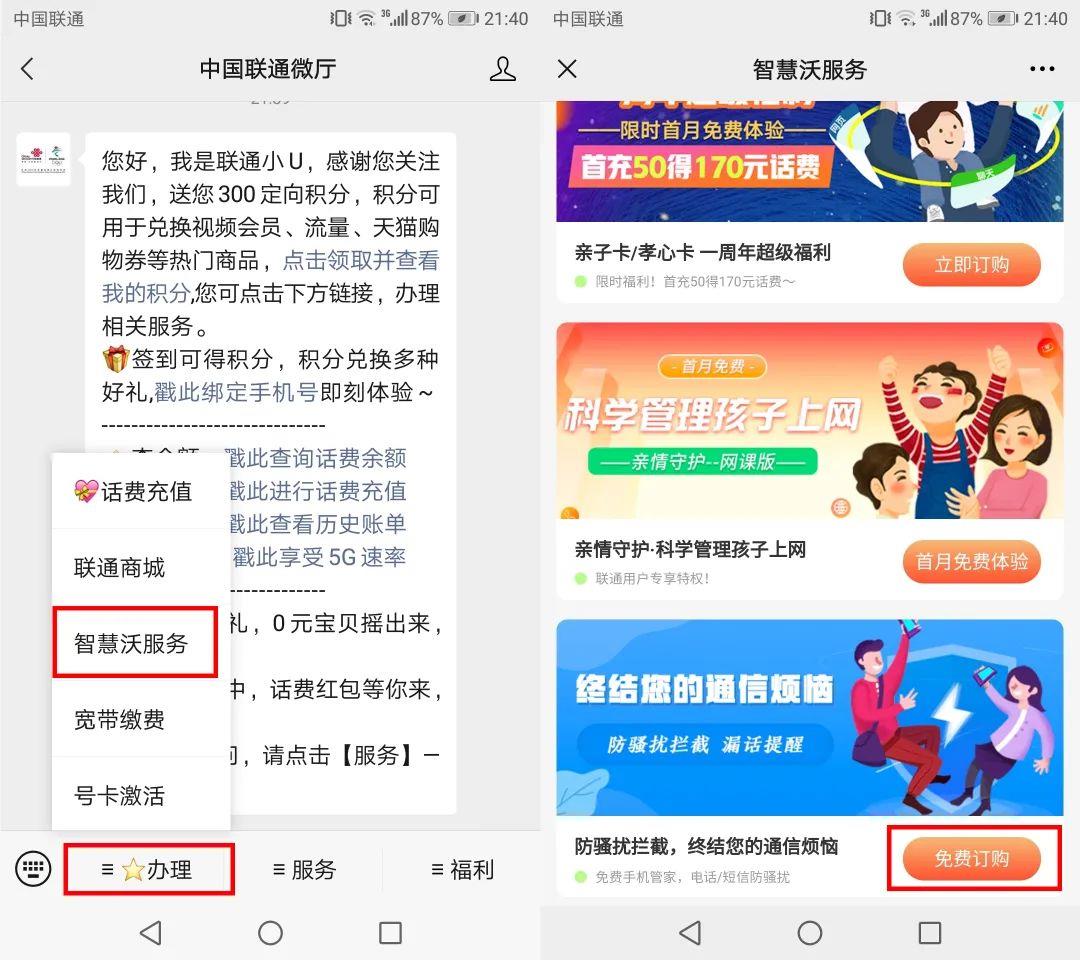 中国联通
3G
87%
21:40
中国联通微厅
您好，我是联通小U，感谢您关注
我们，送您300定向积分，积分可
用于兑换视频会员、流量、天猫购
物券等热门商品，点击领取并查看
我的积分,您可点击下方链接，办理
相关服务。
🎁签到可得积分，积分兑换多种
好礼,戳此绑定手机号即刻体验～
-----------------------------
戳此查询话费余额
戳此进行话费充值
戳此查看历史账单
戳此享受5G速率
礼，0元宝贝摇出来，
中，话费红包等你来，
问，请点击【服务】一
💝话费充值
联通商城
智慧沃服务
宽带缴费
号卡激活
≡ ⭐办理
≡ 服务
≡ 福利
中国联通
3G
87%
21:40
智慧沃服务
限时首月免费体验
首充50得170元话费
网页
聊天
亲子卡/孝心卡 一周年超级福利
限时福利！首充50得170元话费～
立即订购
- 首月免费 -
科学管理孩子上网
亲情守护--网课版
亲情守护·科学管理孩子上网
联通用户专享特权！
首月免费体验
终结您的通信烦恼
防骚扰拦截 漏话提醒
防骚扰拦截，终结您的通信烦恼
免费手机管家，电话/短信防骚扰
免费订购